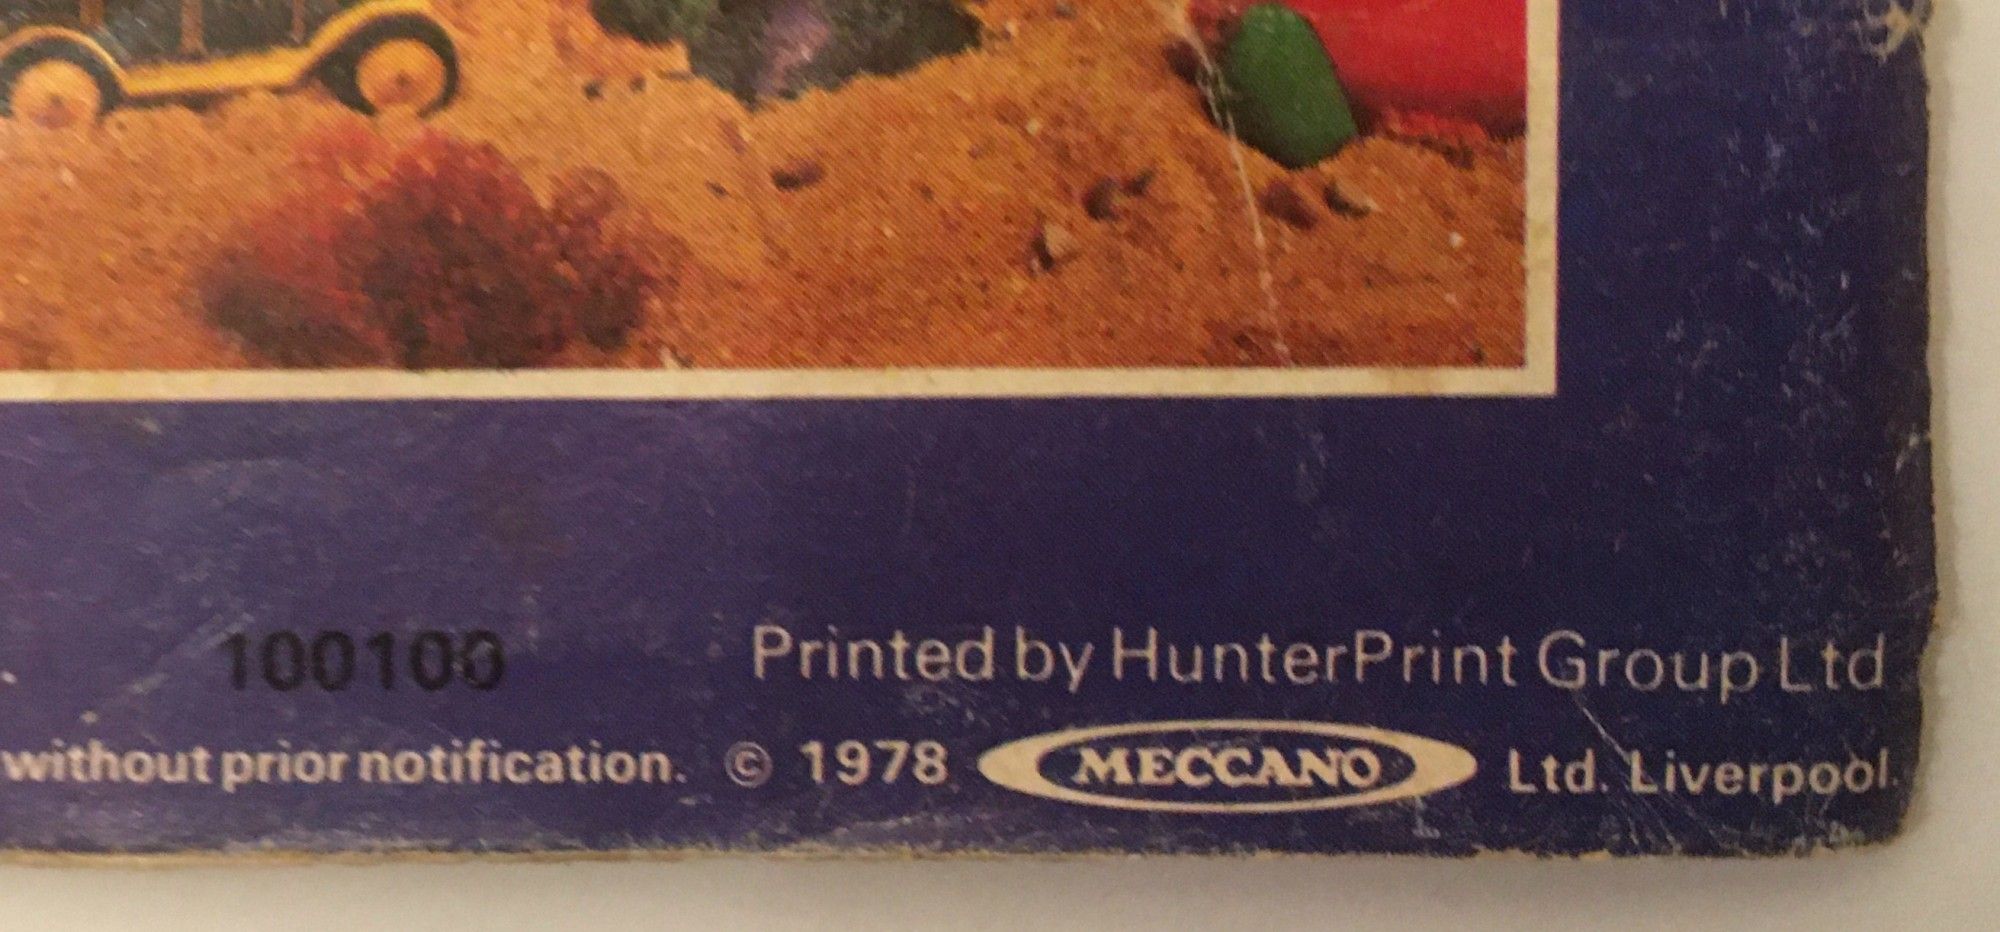 100100 Printed by HunterPrint Group Ltd
without prior notification. © 1978 MECCANO Ltd. Liverpool.